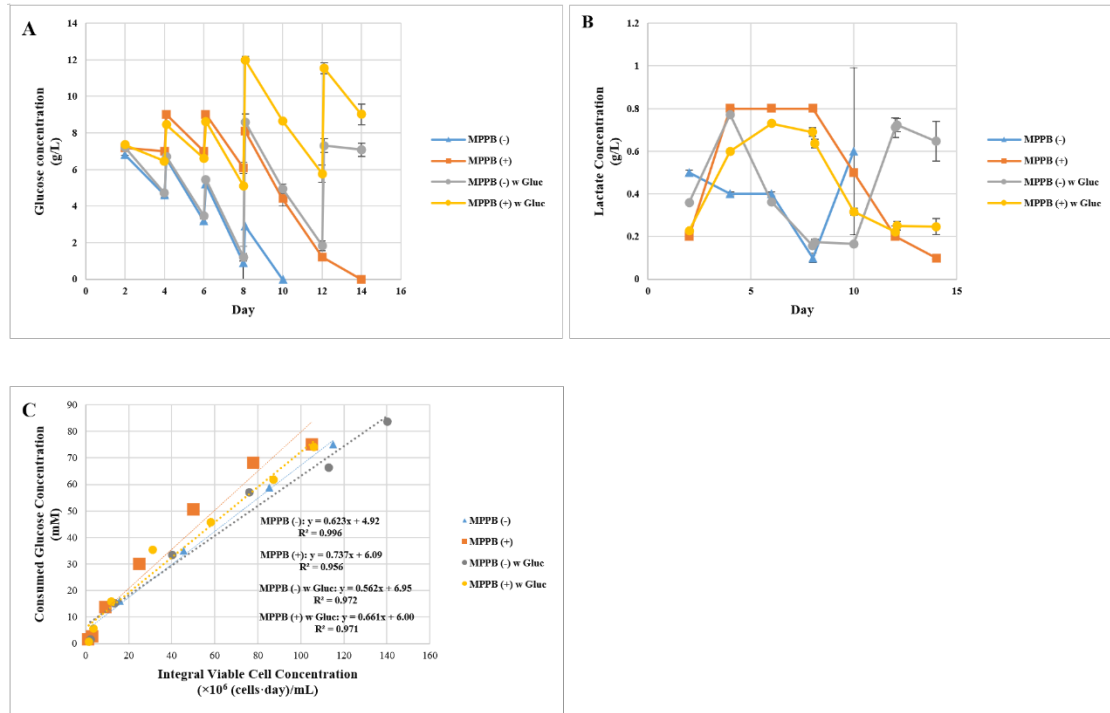 A
Glucose concentration
(g/L)
14
12
10
8
6
4
2
0
0 2 4 6 8 10 12 14 16
Day
MPPB (-)
MPPB (+)
MPPB (-) w Gluc
MPPB (+) w Gluc
B
Lactate Concentration
(g/L)
1.2
1
0.8
0.6
0.4
0.2
0
0 5 10 15
Day
MPPB (-)
MPPB (+)
MPPB (-) w Gluc
MPPB (+) w Gluc
C
Consumed Glucose Concentration
(mM)
90
80
70
60
50
40
30
20
10
0
MPPB (-): y = 0.623x + 4.92
R² = 0.996
MPPB (+): y = 0.737x + 6.09
R² = 0.956
MPPB (-) w Gluc: y = 0.562x + 6.95
R² = 0.972
MPPB (+) w Gluc: y = 0.661x + 6.00
R² = 0.971
0 20 40 60 80 100 120 140 160
Integral Viable Cell Concentration
(×10⁶ (cells·day)/mL)
MPPB (-)
MPPB (+)
MPPB (-) w Gluc
MPPB (+) w Gluc